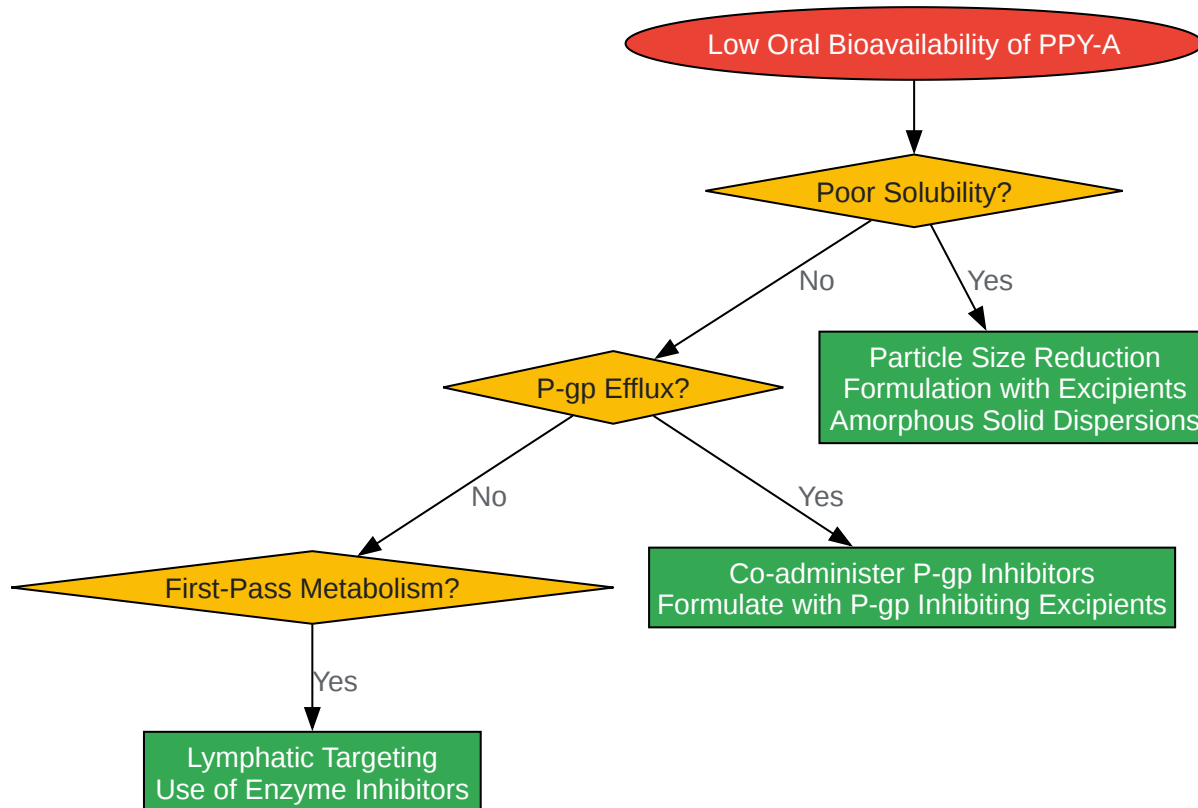 Low Oral Bioavailability of PPY-A
Poor Solubility?
No
Yes
Particle Size Reduction
Formulation with Excipients
Amorphous Solid Dispersions
P-gp Efflux?
No
Yes
Co-administer P-gp Inhibitors
Formulate with P-gp Inhibiting Excipients
First-Pass Metabolism?
Yes
Lymphatic Targeting
Use of Enzyme Inhibitors